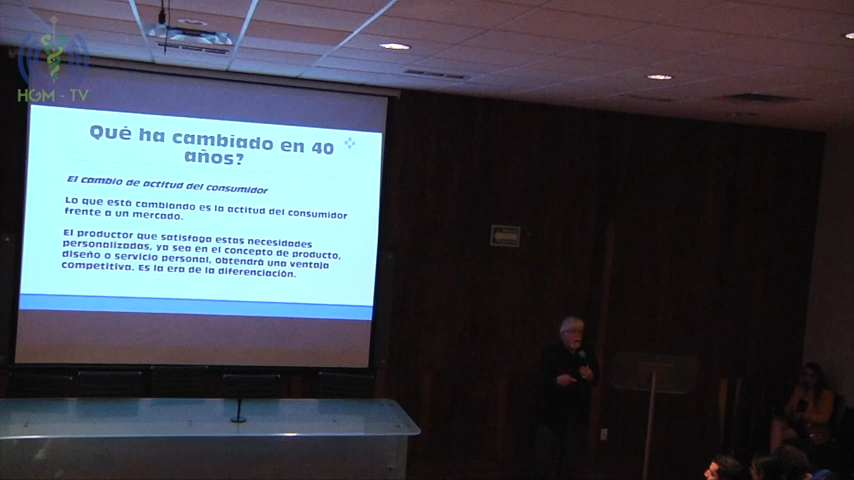 HGM - TV
Qué ha cambiado en 40
años?
El cambio de actitud del consumidor
Lo que está cambiando es la actitud del consumidor
frente a un mercado.
El productor que satisfaga estas necesidades
personalizadas, ya sea en el concepto de producto,
diseño o servicio personal, obtendrá una ventaja
competitiva. Es la era de la diferenciación.